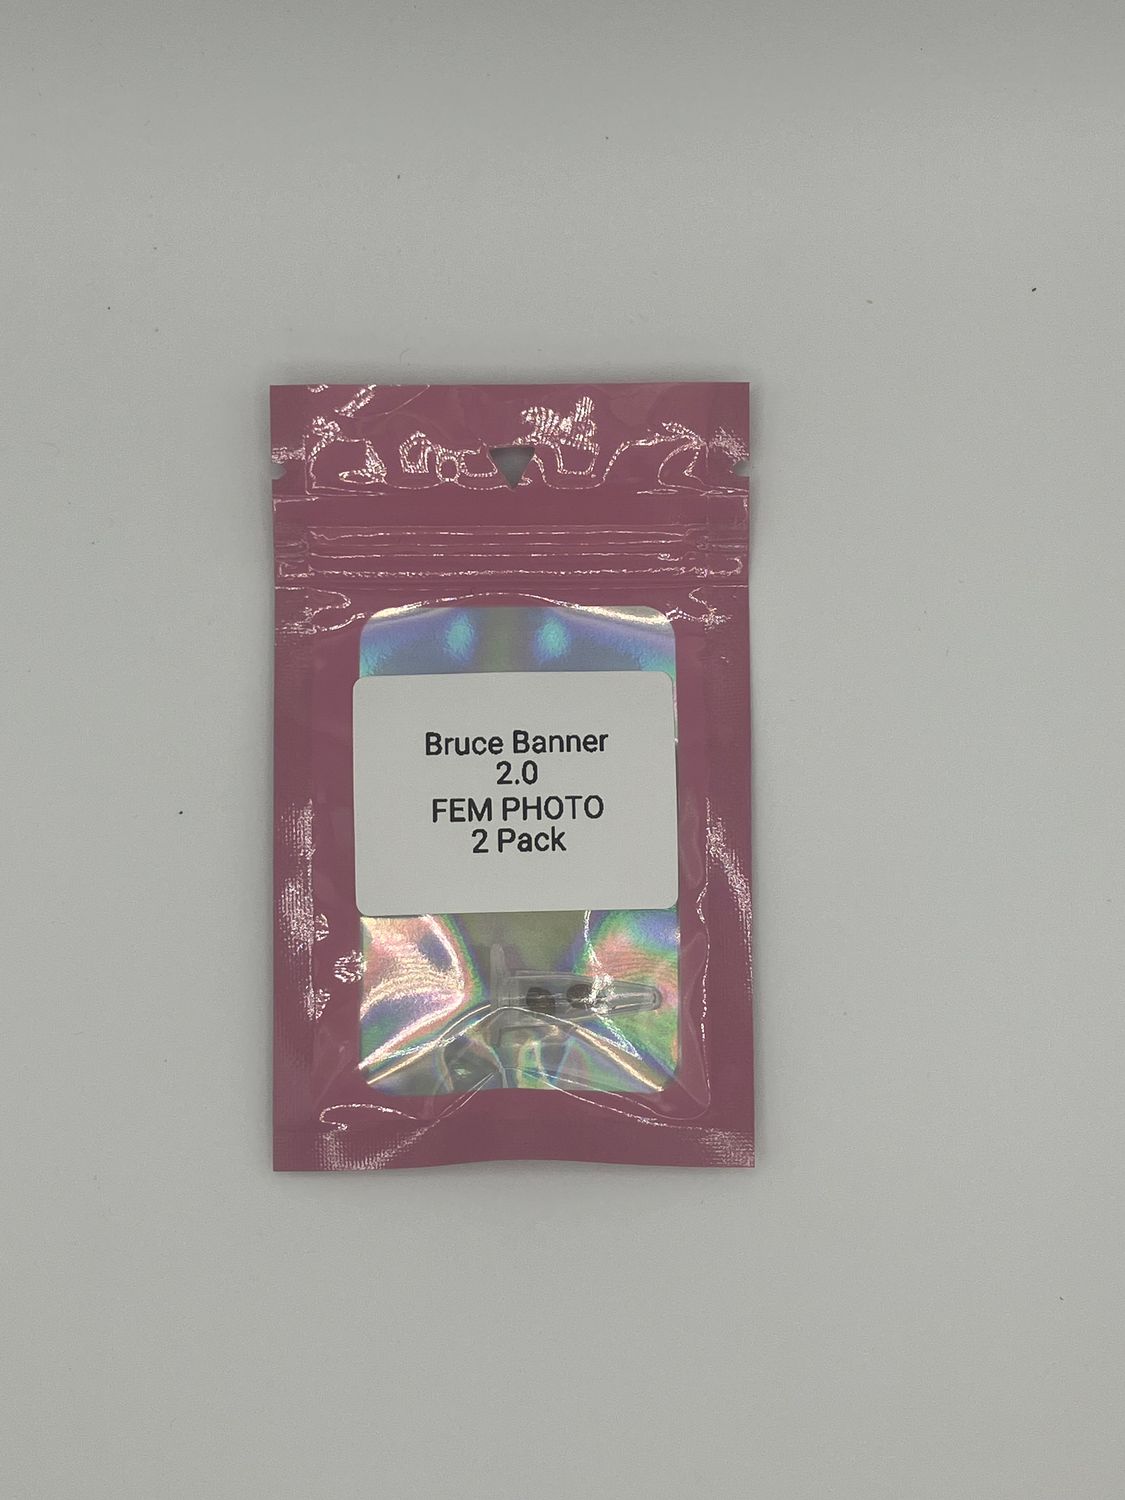 Bruce Banner
2.0
FEM PHOTO
2 Pack